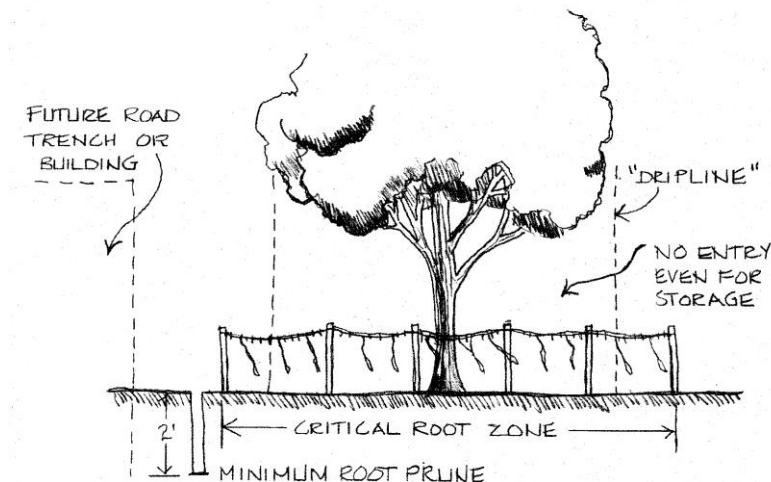 FUTURE ROAD
TRENCH OR
BUILDING
"DRIPLINE"
NO ENTRY
EVEN FOR
STORAGE
CRITICAL ROOT ZONE
2'
MINIMUM ROOT PRUNE